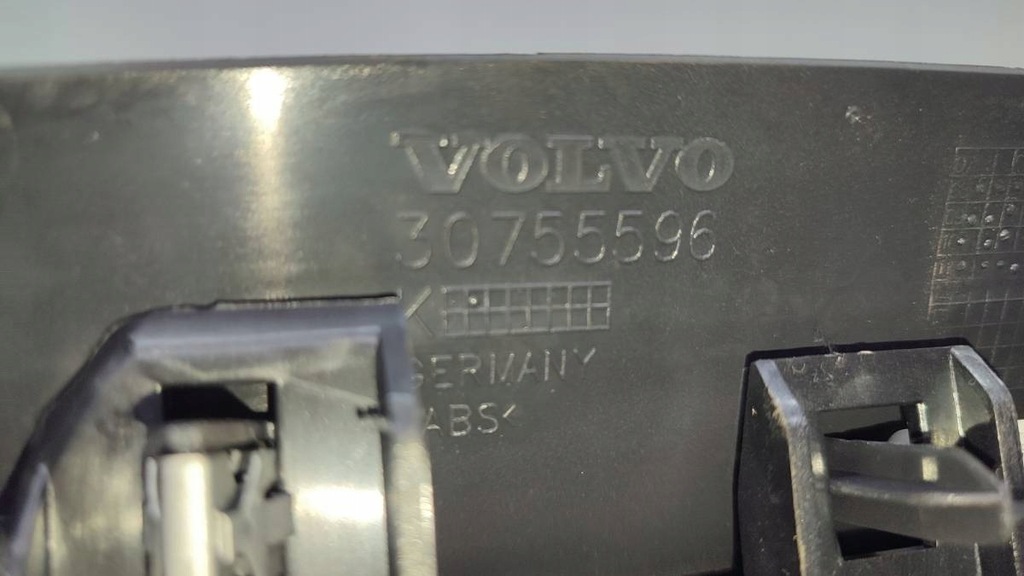 VOLVO
30755596
K
GERMANY
ABS<